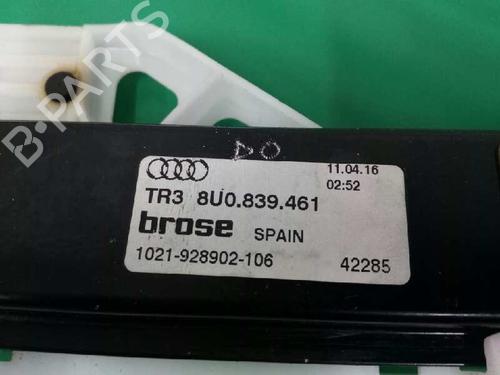 DO
11.04.16
02:52
TR3 8U0.839.461
brose SPAIN
1021-928902-106 42285
B-PARTS